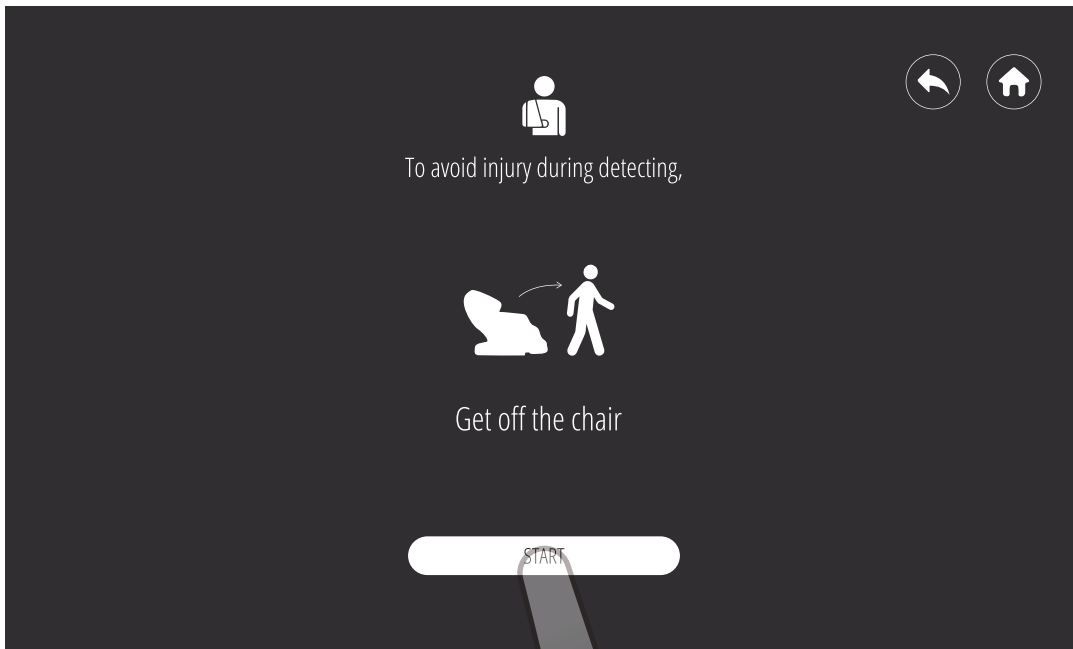 To avoid injury during detecting,
Get off the chair
START